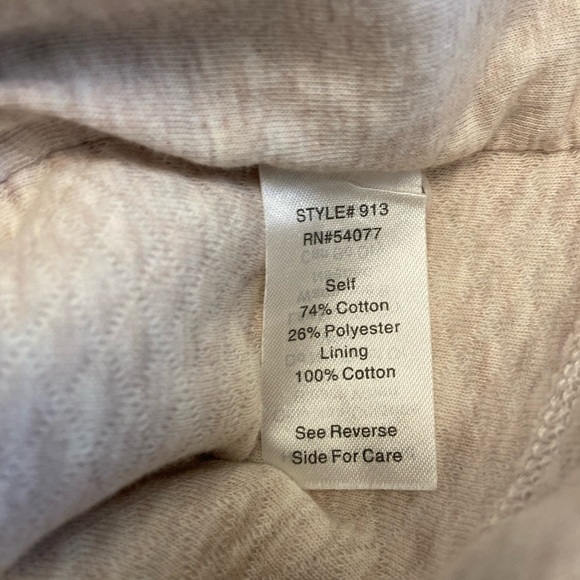 STYLE# 913
RN#54077
Self
74% Cotton
26% Polyester
Lining
100% Cotton
See Reverse
Side For Care